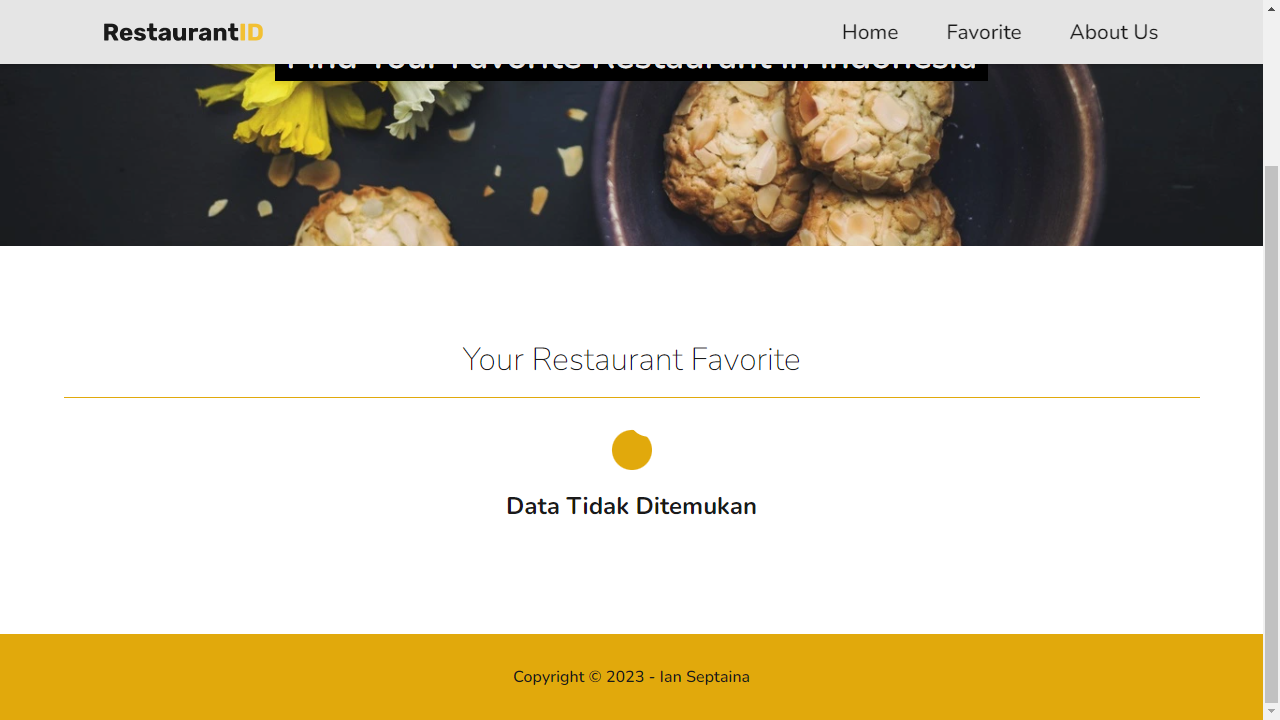 RestaurantID
Home
Favorite
About Us
Find Your Favorite Restaurant in Indonesia
Your Restaurant Favorite
Data Tidak Ditemukan
Copyright © 2023 - Ian Septaina